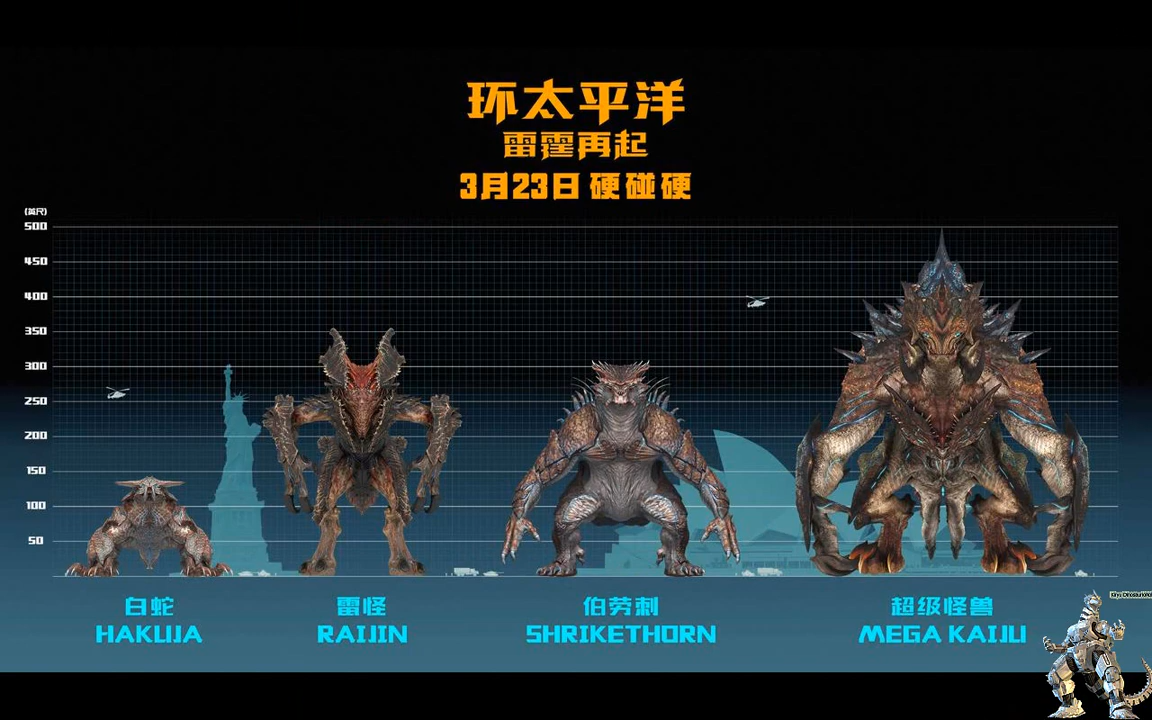 环太平洋
雷霆再起
3月23日 硬碰硬
(英尺)
500
450
400
350
300
250
200
150
100
50
白蛇
HAKUJA
雷怪
RAIJIN
伯劳刺
SHRIKETHORN
超级怪兽
MEGA KAIJU